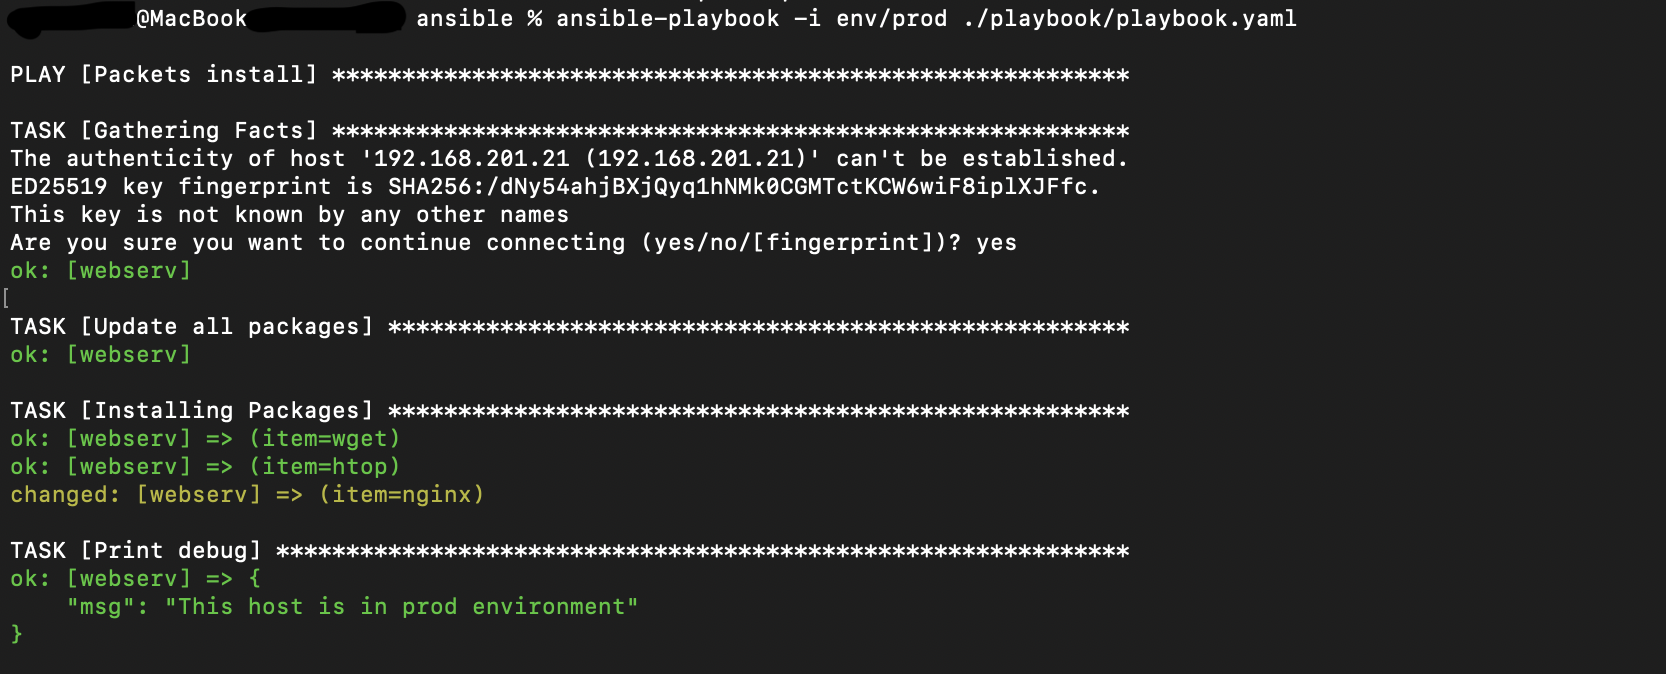 @MacBook ansible % ansible-playbook -i env/prod ./playbook/playbook.yaml
PLAY [Packets install] *********************************************************
TASK [Gathering Facts] *********************************************************
The authenticity of host '192.168.201.21 (192.168.201.21)' can't be established.
ED25519 key fingerprint is SHA256:/dNy54ahjBXjQyq1hNMk0CGMTctKCW6wiF8iplXJFfc.
This key is not known by any other names
Are you sure you want to continue connecting (yes/no/[fingerprint])? yes
ok: [webserv]
[
TASK [Update all packages] *****************************************************
ok: [webserv]
TASK [Installing Packages] *****************************************************
ok: [webserv] => (item=wget)
ok: [webserv] => (item=htop)
changed: [webserv] => (item=nginx)
TASK [Print debug] *************************************************************
ok: [webserv] => {
    "msg": "This host is in prod environment"
}